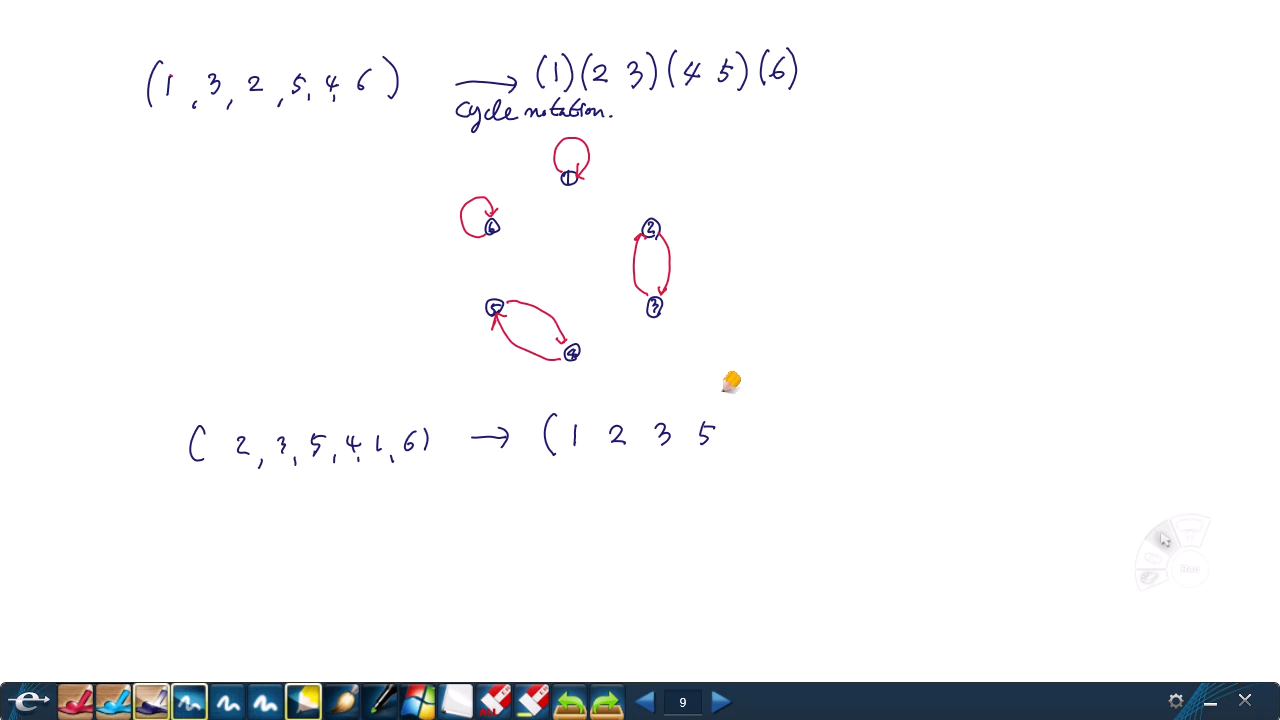 (1, 3, 2, 5, 4, 6) → (1)(2 3)(4 5)(6)
cycle notation.
1
6
2
5
3
4
(2, 3, 5, 4, 1, 6) → (1 2 3 5
9